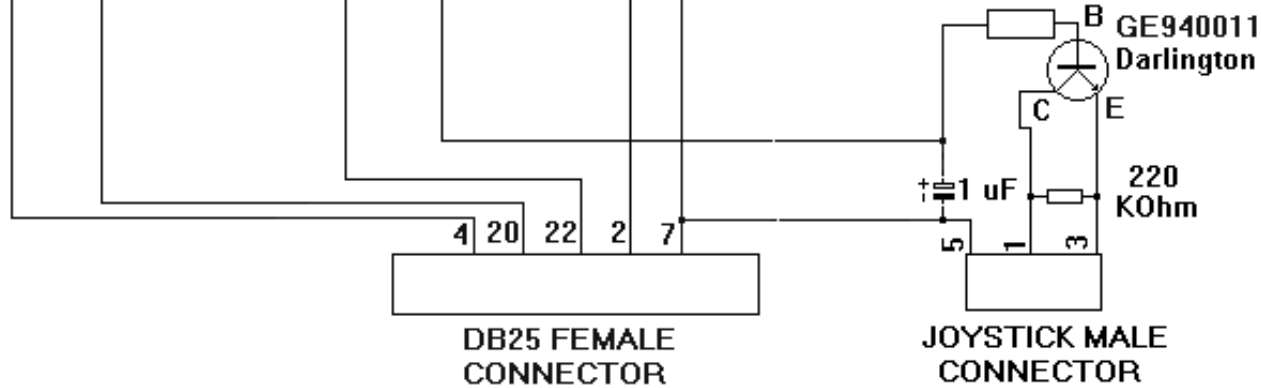 B GE940011
Darlington
C E
+
-
1 uF
220
KOhm
4 20 22 2 7
5 1 3
DB25 FEMALE
CONNECTOR
JOYSTICK MALE
CONNECTOR